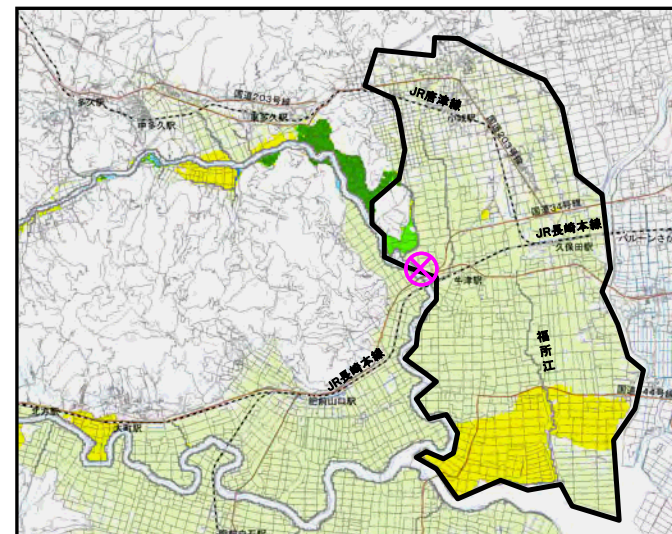 国道203号線
多久駅
中多久駅
東多久駅
JR唐津線
小城駅
国道203号線
国道34号線
JR長崎本線
バルーンさが
久保田駅
牛津駅
福所江
JR長崎本線
肥前山口駅
国道444号線
北方駅